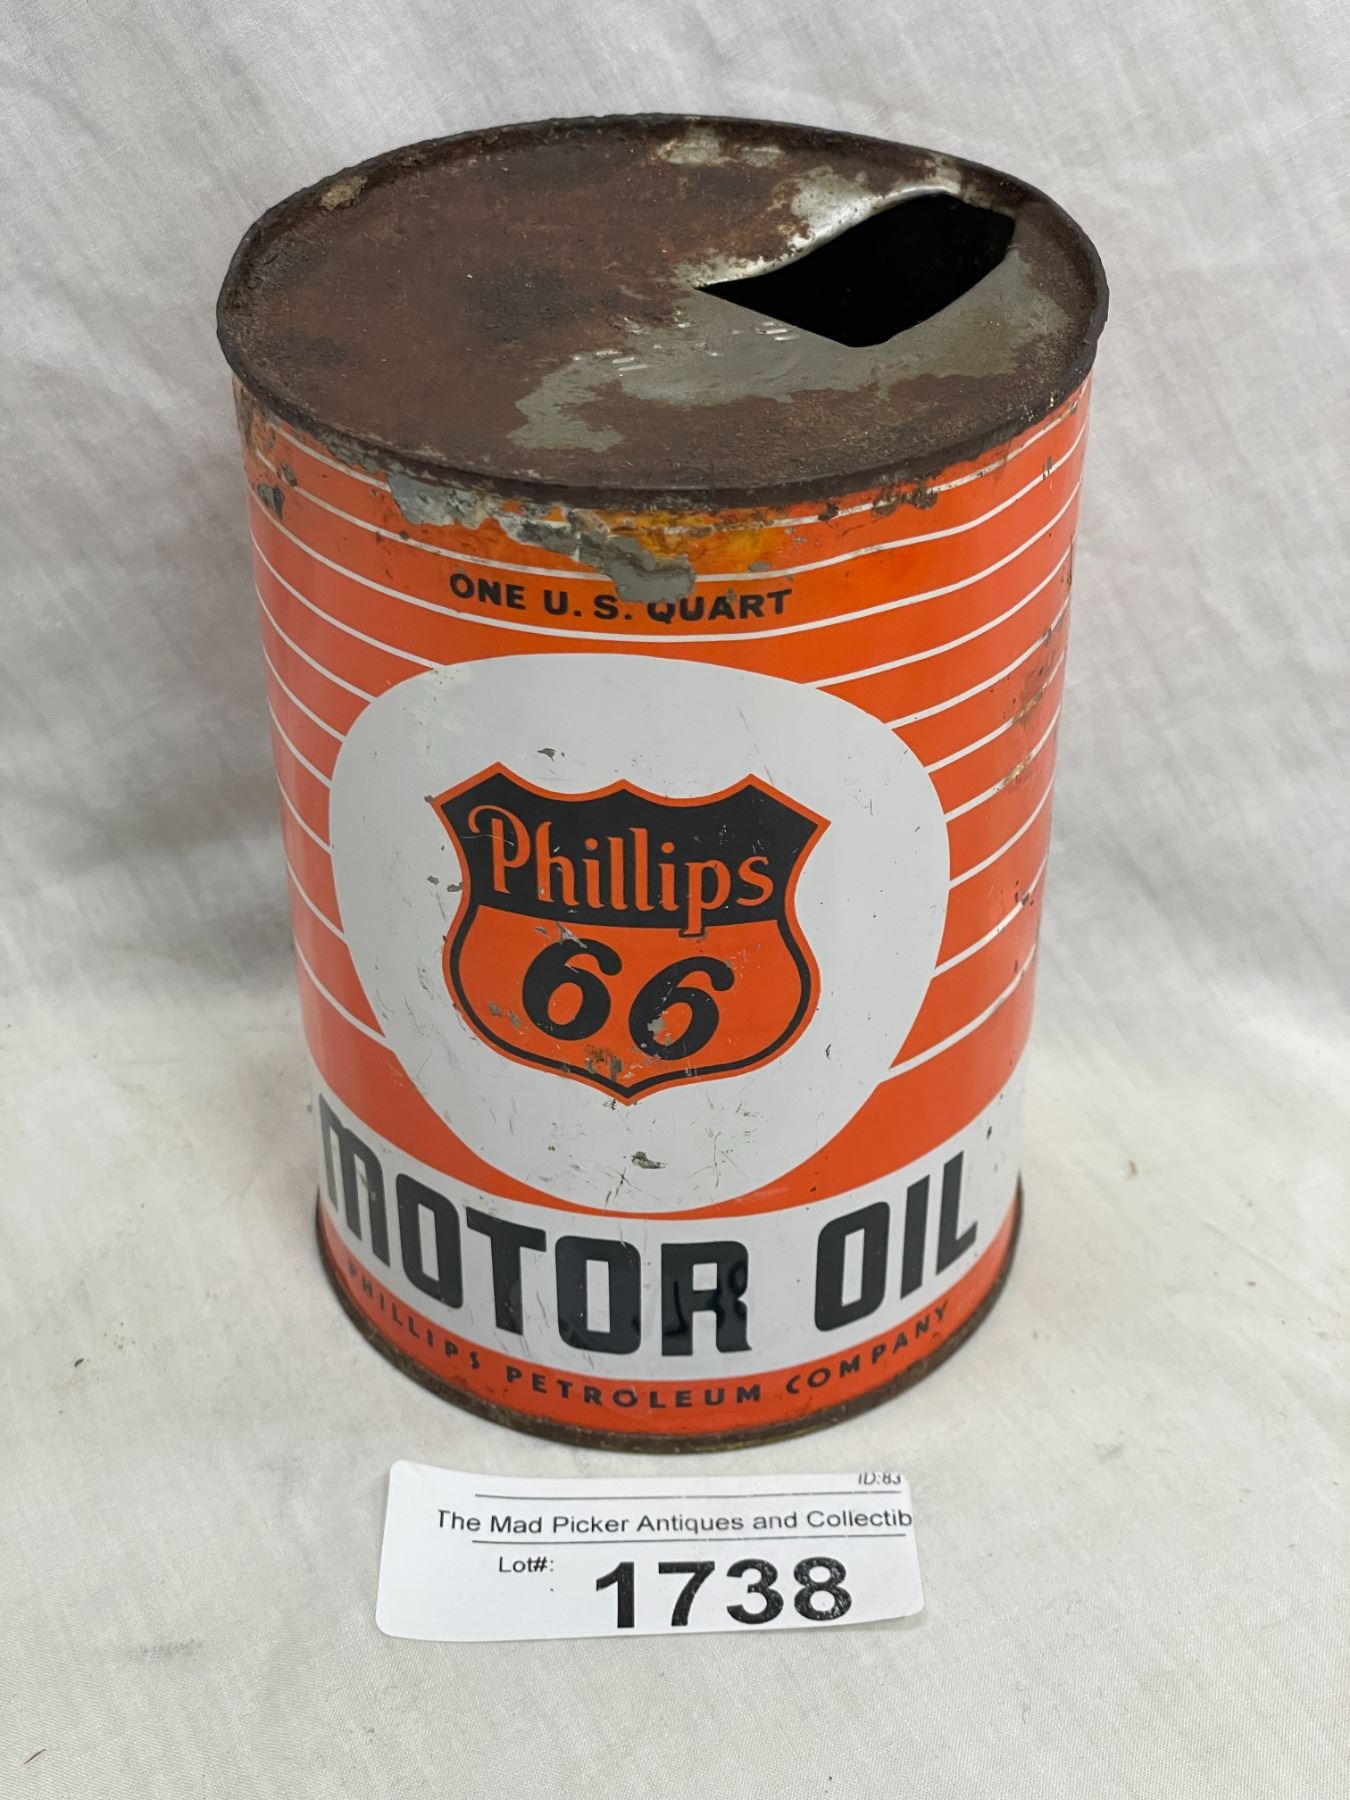 ONE U.S. QUART
Phillips
66
MOTOR OIL
PHILLIPS PETROLEUM COMPANY
ID:83
The Mad Picker Antiques and Collectib
Lot#: 1738